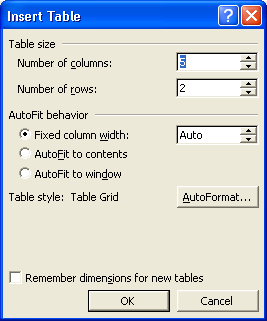 Insert Table
Table size
Number of columns: 5
Number of rows: 2
AutoFit behavior
Fixed column width: Auto
AutoFit to contents
AutoFit to window
Table style: Table Grid AutoFormat...
Remember dimensions for new tables
OK Cancel